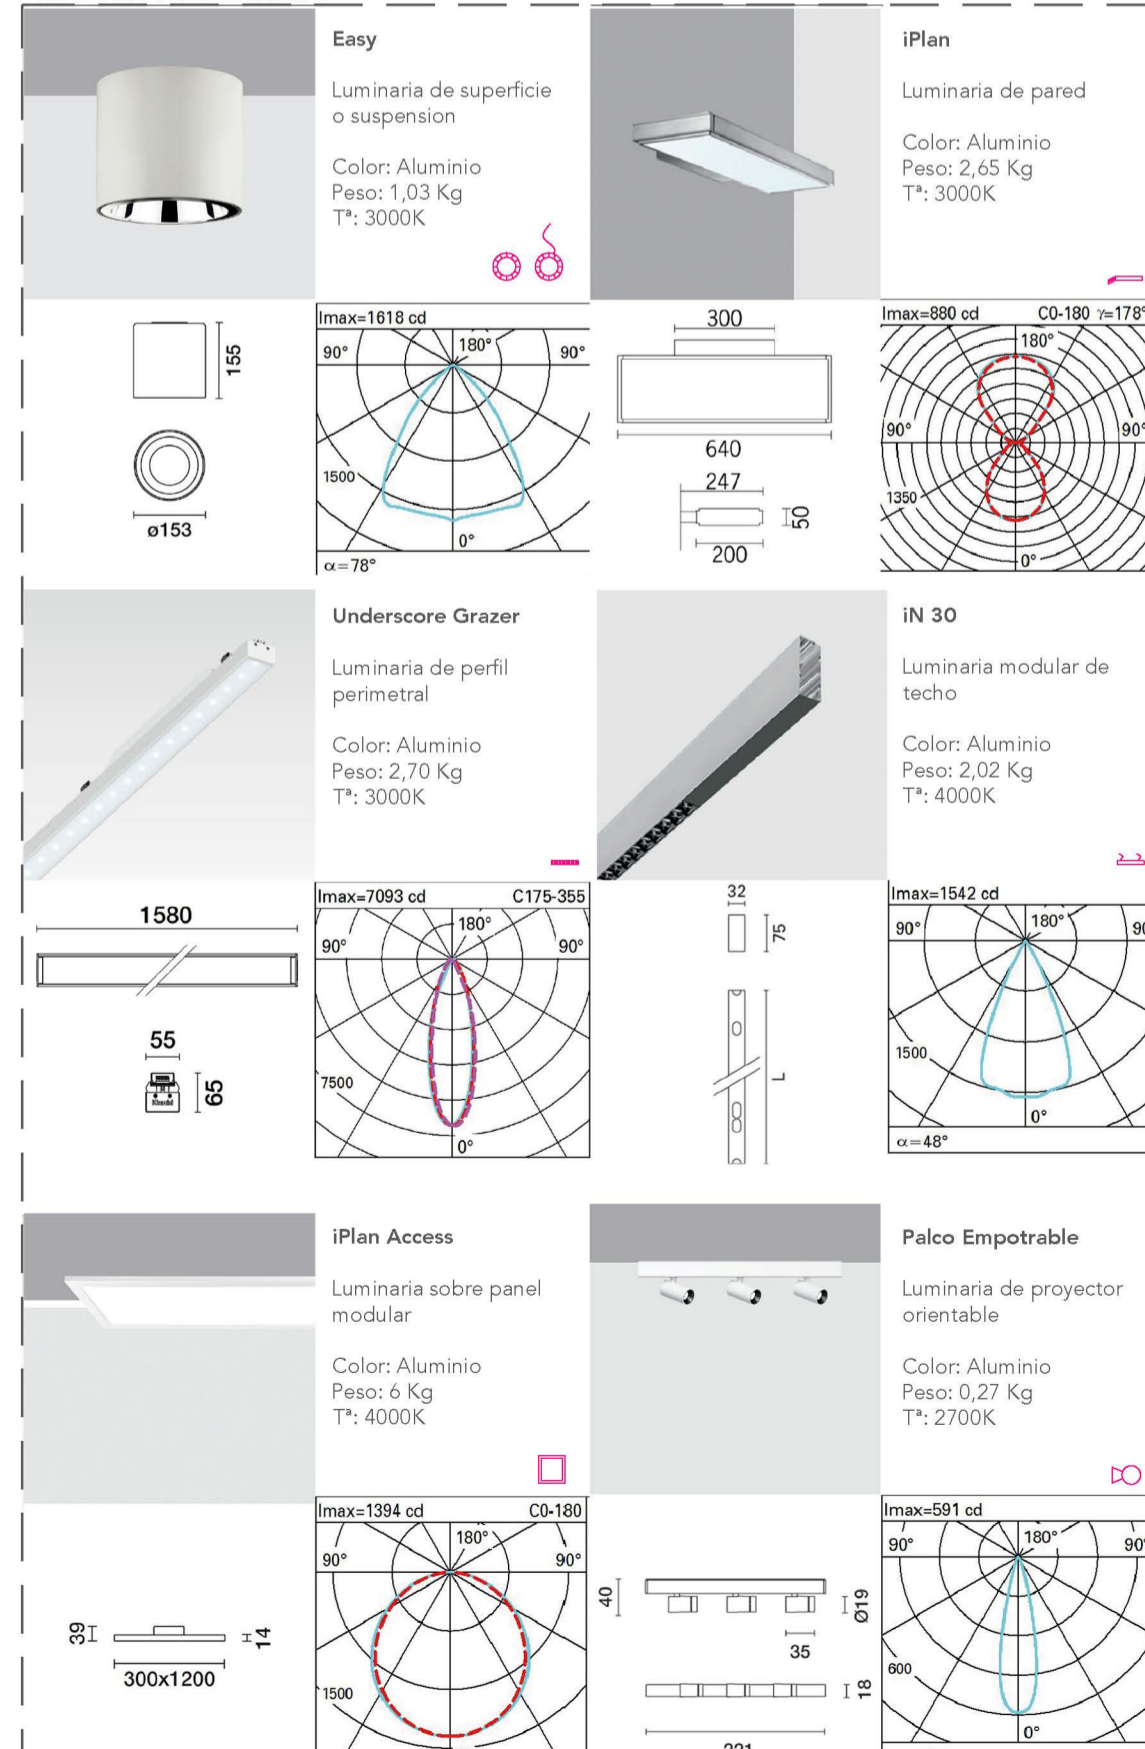 Easy
Luminaria de superficie
o suspension
Color: Aluminio
Peso: 1,03 Kg
Tª: 3000K
iPlan
Luminaria de pared
Color: Aluminio
Peso: 2,65 Kg
Tª: 3000K
155
ø153
Imax=1618 cd
90°
180°
90°
1500
0°
α=78°
300
640
247
50
200
Imax=880 cd
C0-180 γ=178°
180°
90°
90°
1350
0°
Underscore Grazer
Luminaria de perfil
perimetral
Color: Aluminio
Peso: 2,70 Kg
Tª: 3000K
iN 30
Luminaria modular de
techo
Color: Aluminio
Peso: 2,02 Kg
Tª: 4000K
1580
55
65
Imax=7093 cd
C175-355
90°
180°
90°
7500
0°
32
75
L
Imax=1542 cd
90°
180°
1500
0°
α=48°
iPlan Access
Luminaria sobre panel
modular
Color: Aluminio
Peso: 6 Kg
Tª: 4000K
Palco Empotrable
Luminaria de proyector
orientable
Color: Aluminio
Peso: 0,27 Kg
Tª: 2700K
39
14
300x1200
Imax=1394 cd
C0-180
90°
180°
90°
1500
40
Ø19
35
18
Imax=591 cd
90°
180°
600
0°